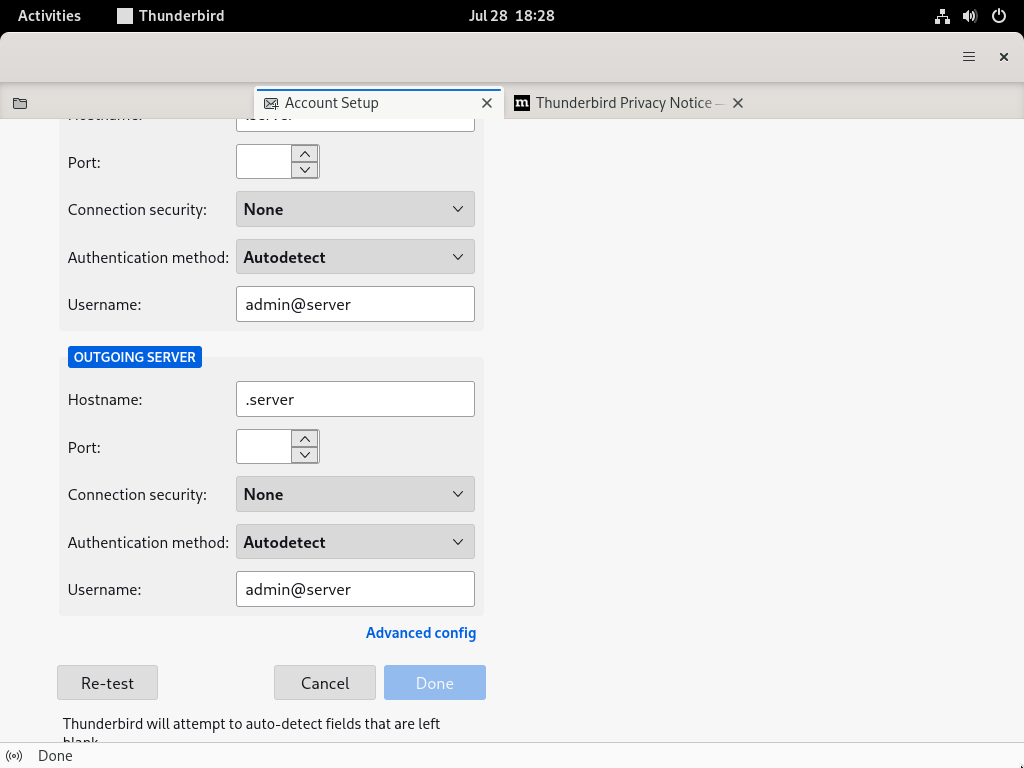 Activities
Thunderbird
Jul 28 18:28
Account Setup
Thunderbird Privacy Notice —
Hostname:
.server
Port:
Connection security:
None
Authentication method:
Autodetect
Username:
admin@server
OUTGOING SERVER
Hostname:
.server
Port:
Connection security:
None
Authentication method:
Autodetect
Username:
admin@server
Advanced config
Re-test
Cancel
Done
Thunderbird will attempt to auto-detect fields that are left
blank.
Done